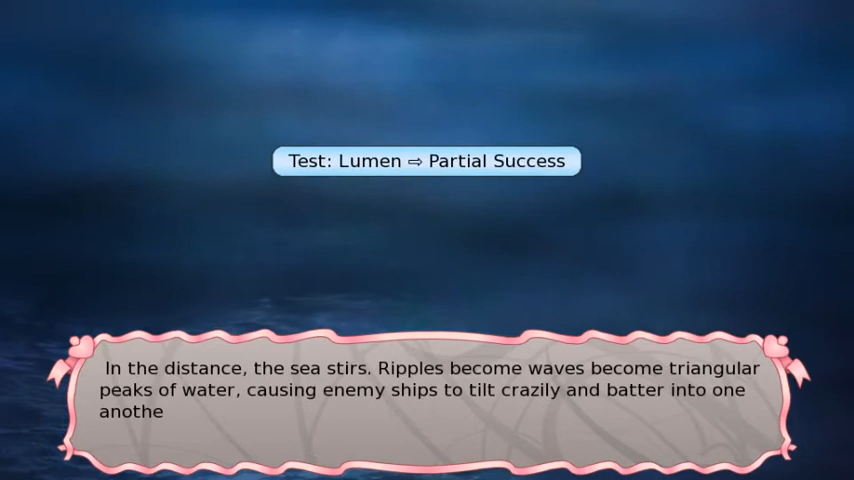 Test: Lumen ⇨ Partial Success
In the distance, the sea stirs. Ripples become waves become triangular
peaks of water, causing enemy ships to tilt crazily and batter into one
anothe